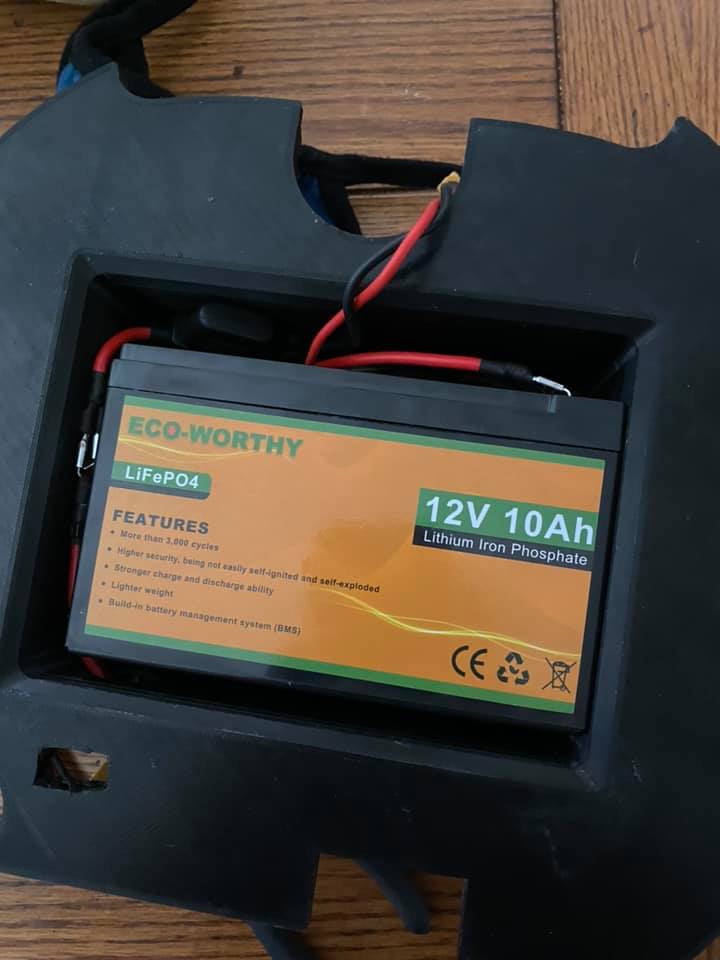 ECO-WORTHY
LiFePO4
12V 10Ah
Lithium Iron Phosphate
FEATURES
• More than 3,000 cycles
• Higher security, being not easily self-ignited and self-exploded
• Stronger charge and discharge ability
• Lighter weight
• Build-in battery management system (BMS)
CE